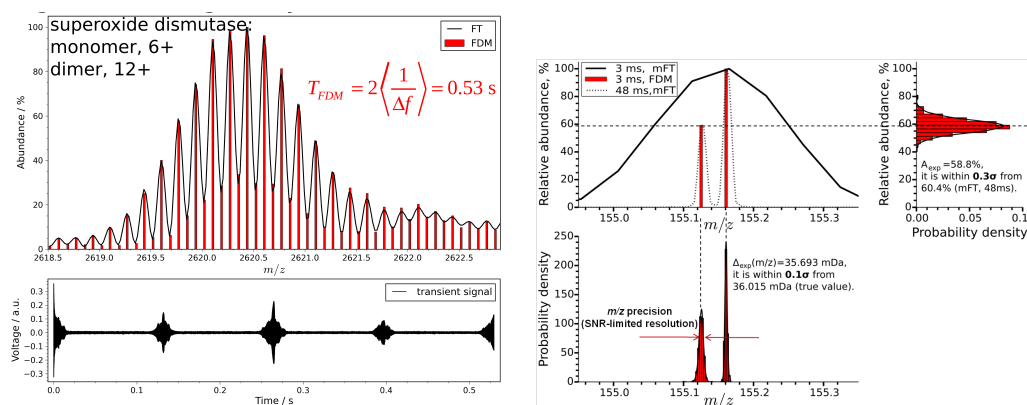 superoxide dismutase:
monomer, 6+
dimer, 12+
FT
FDM
T_FDM = 2⟨1/Δf⟩ = 0.53 s
Abundance / %
100
80
60
40
20
0
2618.5 2619.0 2619.5 2620.0 2620.5 2621.0 2621.5 2622.0 2622.5
m/z
transient signal
Voltage / a.u.
0.3
0.2
0.1
0.0
−0.1
−0.2
−0.3
0.0 0.1 0.2 0.3 0.4 0.5
Time / s
3 ms, mFT
3 ms, FDM
48 ms,mFT
Relative abundance, %
100
80
60
40
20
0
155.0 155.1 155.2 155.3
m/z
Relative abundance, %
100
80
60
40
20
0
A_exp =58.8%,
it is within 0.3σ from
60.4% (mFT, 48ms).
0.00 0.05 0.1
Probability density
Probability density
250
200
150
100
50
0
Δ_exp(m/z)=35.693 mDa,
it is within 0.1σ from
36.015 mDa (true value).
m/z precision
(SNR-limited resolution)
155.0 155.1 155.2 155.3
m/z